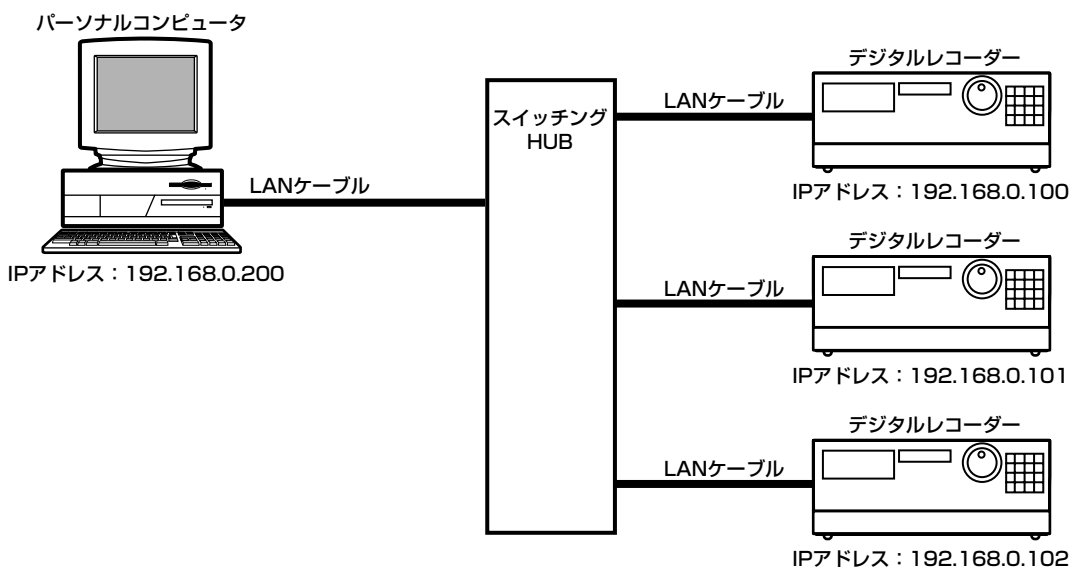 パーソナルコンピュータ
LANケーブル
IPアドレス：192.168.0.200
スイッチング
HUB
デジタルレコーダー
LANケーブル
IPアドレス：192.168.0.100
デジタルレコーダー
LANケーブル
IPアドレス：192.168.0.101
デジタルレコーダー
LANケーブル
IPアドレス：192.168.0.102